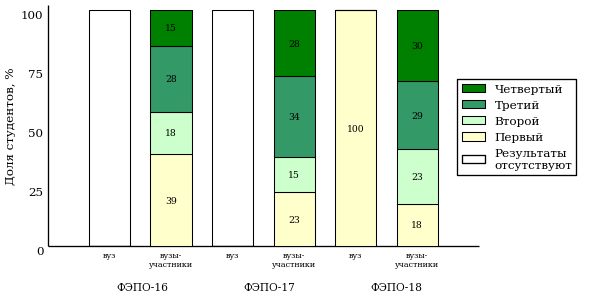 100
75
50
25
0
Доля студентов, %
15
28
18
39
28
34
15
23
100
30
29
23
18
вуз
вузы-
участники
вуз
вузы-
участники
вуз
вузы-
участники
ФЭПО-16
ФЭПО-17
ФЭПО-18
Четвертый
Третий
Второй
Первый
Результаты
отсутствуют